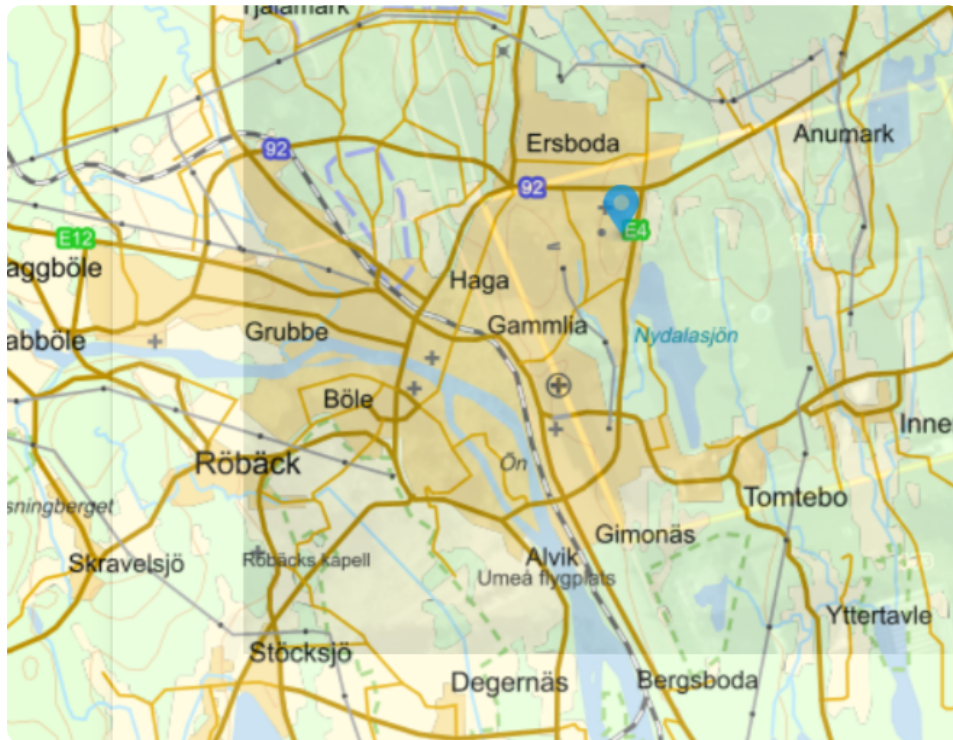 92
Ersboda
Anumark
92
E12
E4
aggböle
Haga
Gammlia
Nydalasjön
Grubbe
abböle
Böle
Inne
Röbäck
Ön
Tomtebo
sningberget
Gimonäs
Skravelsjö
Röbäcks kapell
Alvik
Umeå flygplats
Yttertavle
Stöcksjö
Degernäs
Bergsboda